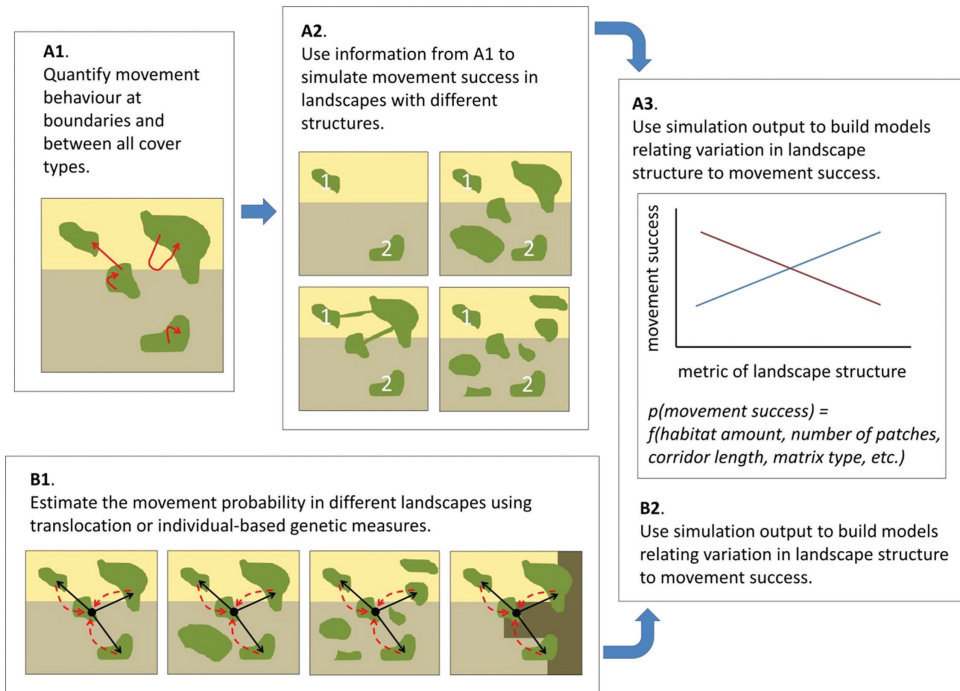 A1.
Quantify movement
behaviour at
boundaries and
between all cover
types.
A2.
Use information from A1 to
simulate movement success in
landscapes with different
structures.
1
2
1
2
1
2
1
2
A3.
Use simulation output to build models
relating variation in landscape
structure to movement success.
movement success
metric of landscape structure
p(movement success) =
f(habitat amount, number of patches,
corridor length, matrix type, etc.)
B1.
Estimate the movement probability in different landscapes using
translocation or individual-based genetic measures.
B2.
Use simulation output to build models
relating variation in landscape structure
to movement success.